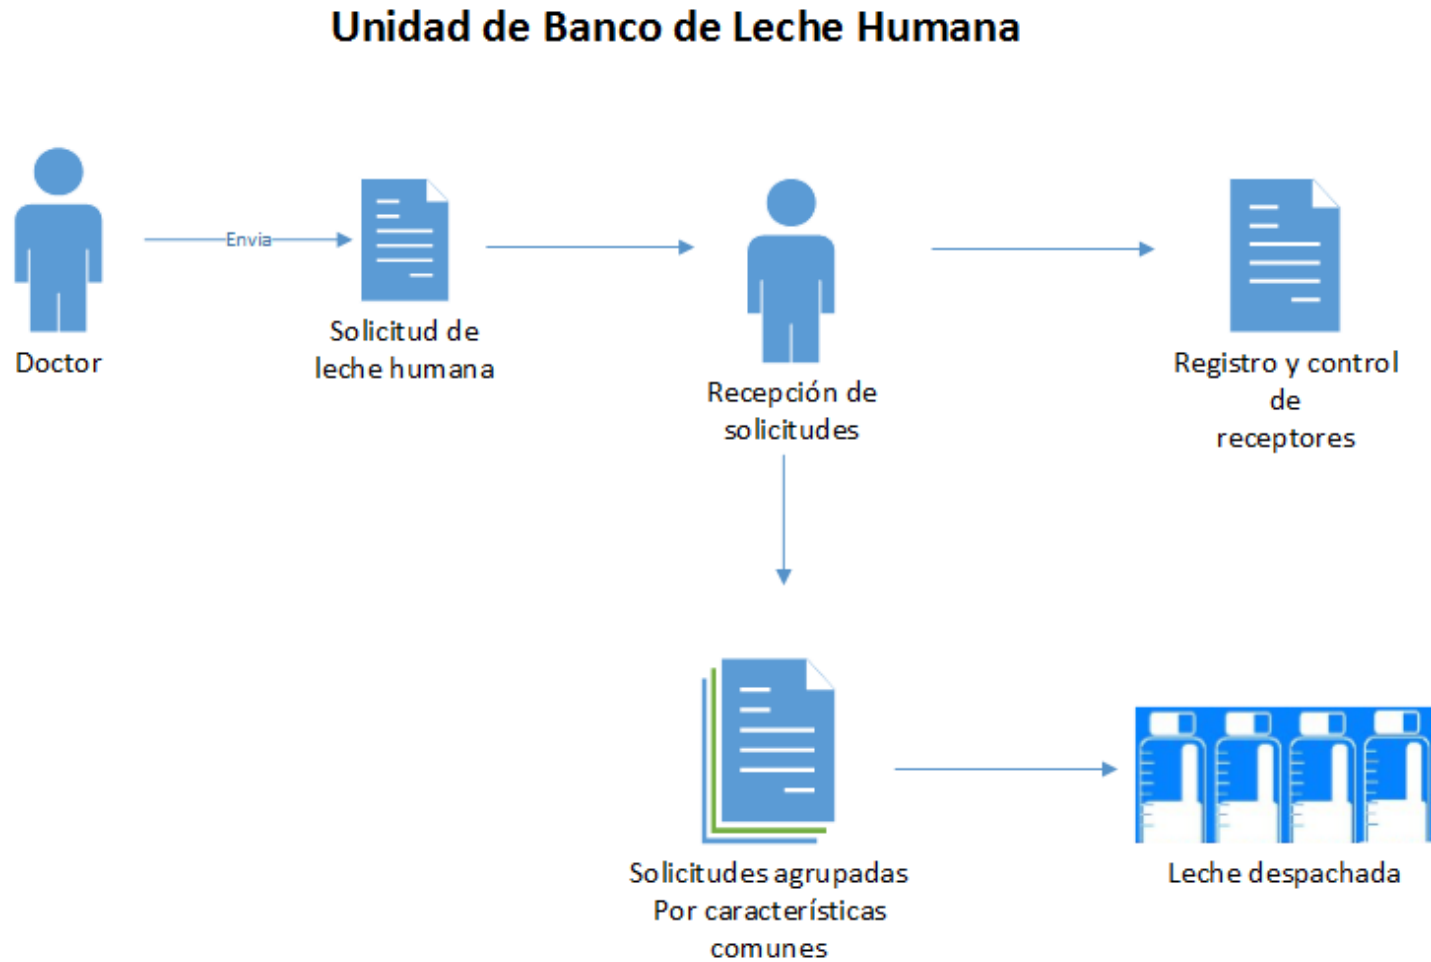 Unidad de Banco de Leche Humana
Envia
Doctor
Solicitud de
leche humana
Recepción de
solicitudes
Registro y control
de
receptores
Solicitudes agrupadas
Por características
comunes
Leche despachada